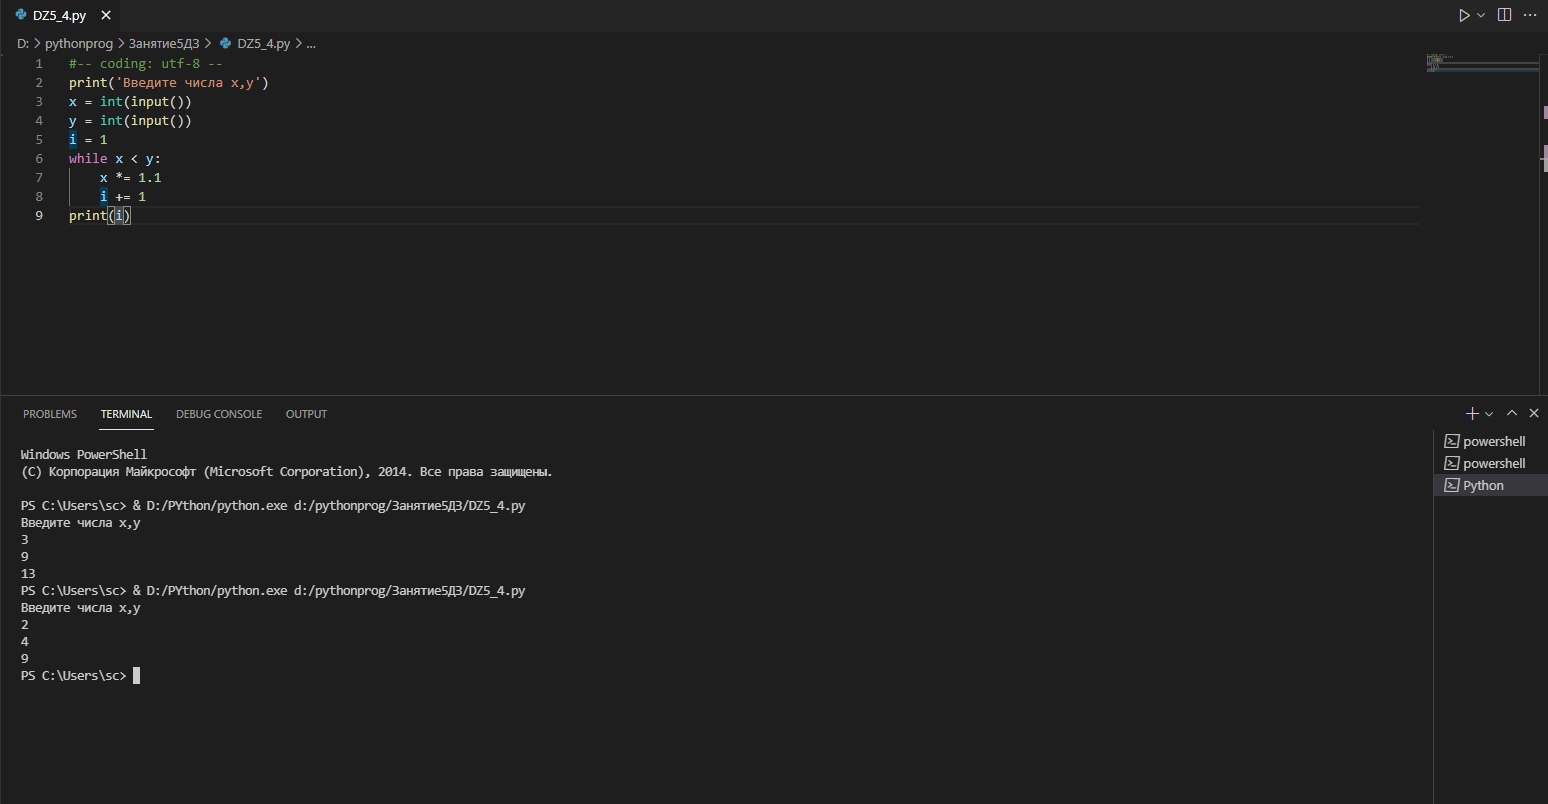 DZ5_4.py
D: > pythonprog > Занятие5ДЗ > DZ5_4.py > ...
1 #-- coding: utf-8 --
2 print('Введите числа x,y')
3 x = int(input())
4 y = int(input())
5 i = 1
6 while x < y:
7     x *= 1.1
8     i += 1
9 print(i)
PROBLEMS TERMINAL DEBUG CONSOLE OUTPUT
Windows PowerShell
(C) Корпорация Майкрософт (Microsoft Corporation), 2014. Все права защищены.
PS C:\Users\sc> & D:/PYthon/python.exe d:/pythonprog/Занятие5ДЗ/DZ5_4.py
Введите числа x,y
3
9
13
PS C:\Users\sc> & D:/PYthon/python.exe d:/pythonprog/Занятие5ДЗ/DZ5_4.py
Введите числа x,y
2
4
9
PS C:\Users\sc>
powershell
powershell
Python